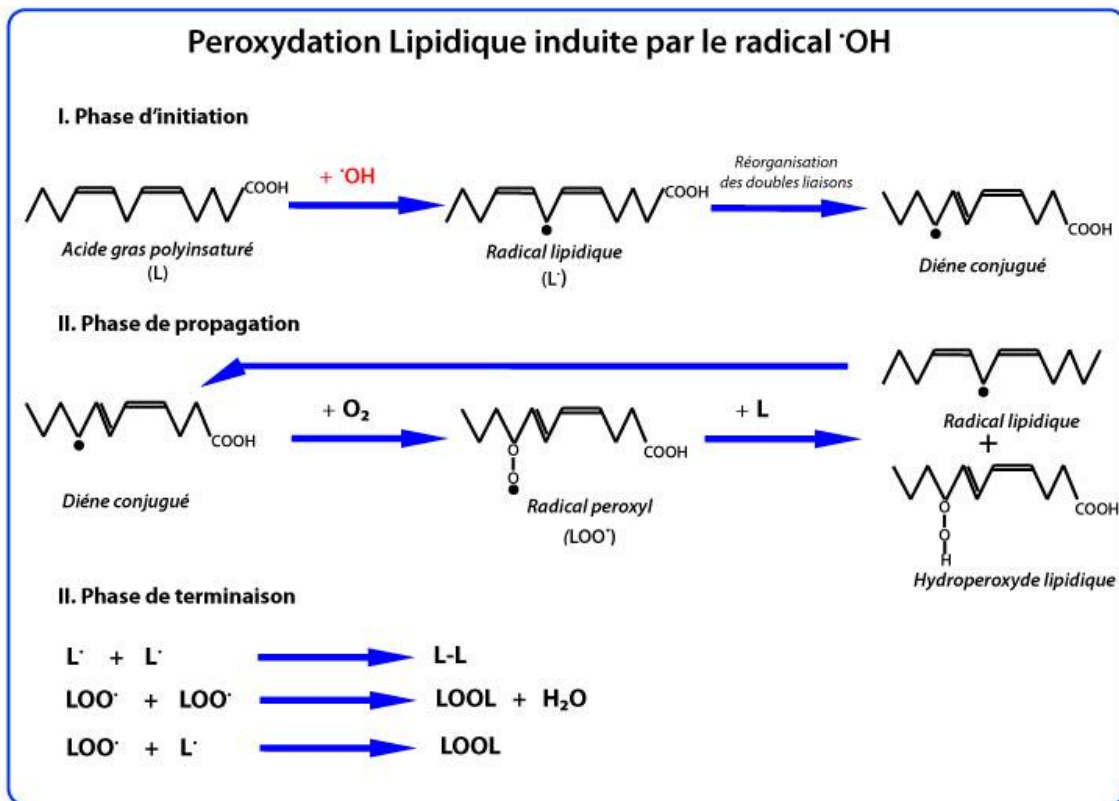 Peroxydation Lipidique induite par le radical ·OH
I. Phase d'initiation
COOH
Acide gras polyinsaturé
(L)
+ ·OH
COOH
Radical lipidique
(L·)
Réorganisation
des doubles liaisons
COOH
Diéne conjugué
II. Phase de propagation
COOH
Diéne conjugué
+ O₂
COOH
O
O
Radical peroxyl
(LOO·)
+ L
Radical lipidique
+
COOH
O
O
H
Hydroperoxyde lipidique
II. Phase de terminaison
L· + L· L-L
LOO· + LOO· LOOL + H₂O
LOO· + L· LOOL